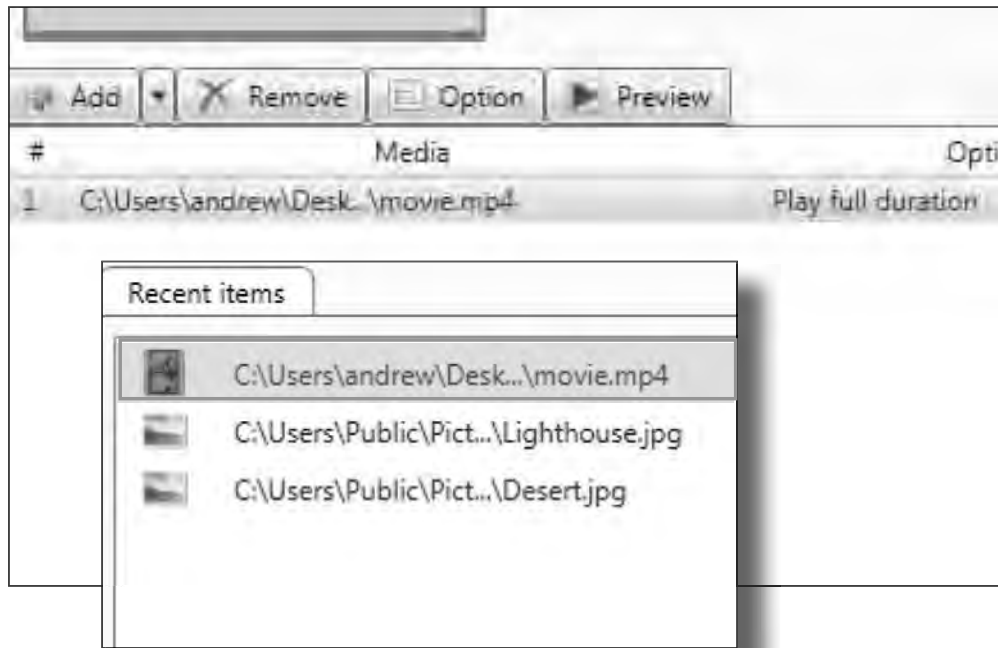 Add Remove Option Preview
# Media Opti
1 C:\Users\andrew\Desk...\movie.mp4 Play full duration
Recent items
C:\Users\andrew\Desk...\movie.mp4
C:\Users\Public\Pict...\Lighthouse.jpg
C:\Users\Public\Pict...\Desert.jpg